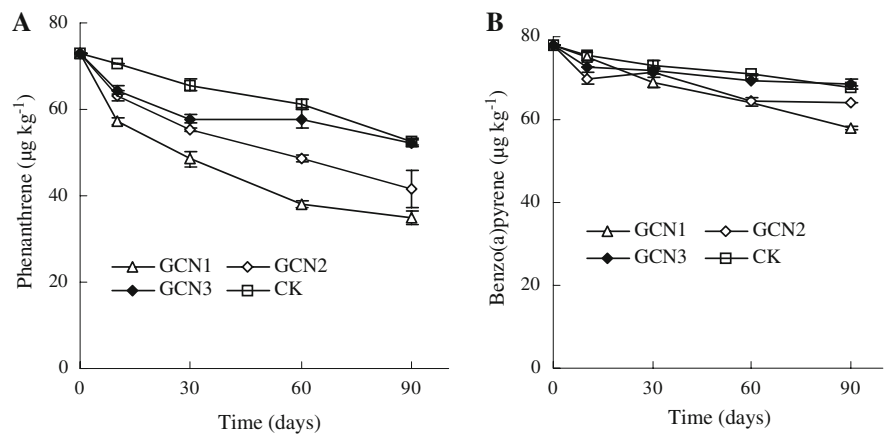 A
80
60
40
20
0
Phenanthrene (µg kg⁻¹)
GCN1
GCN2
GCN3
CK
0 30 60 90
Time (days)
B
80
60
40
20
0
Benzo(a)pyrene (µg kg⁻¹)
GCN1
GCN2
GCN3
CK
0 30 60 90
Time (days)